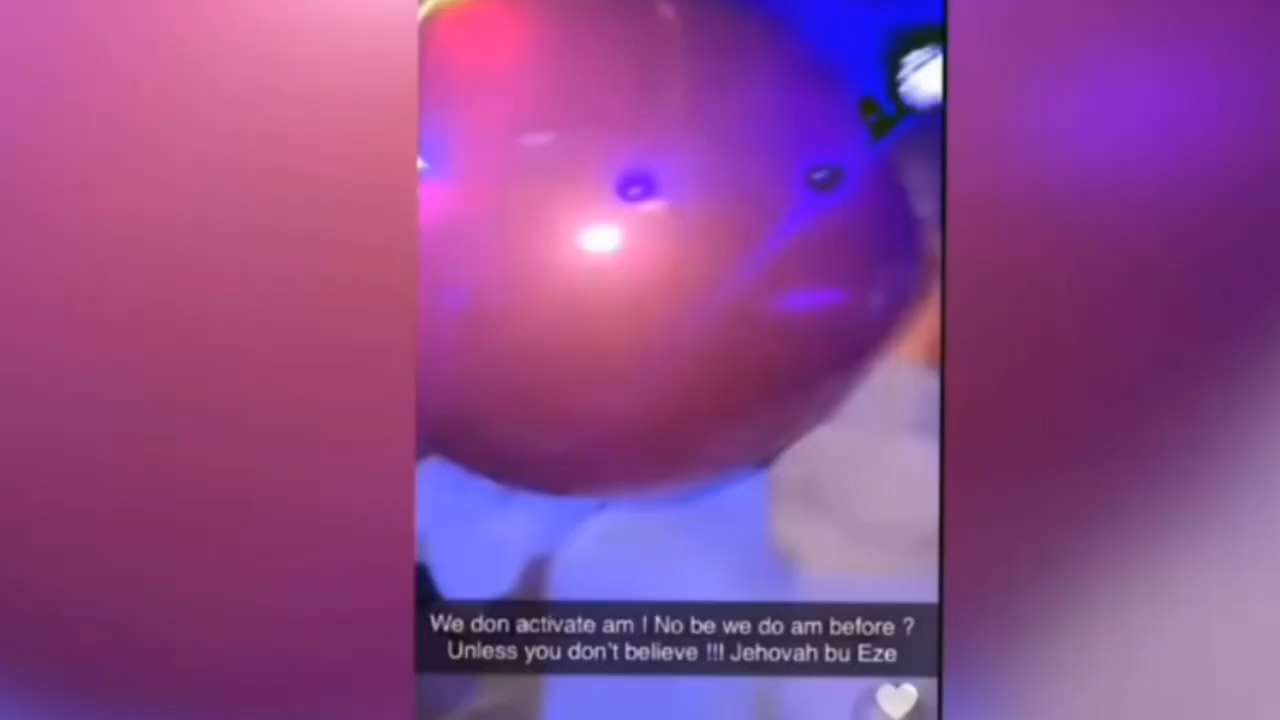 We don activate am ! No be we do am before ?
Unless you don't believe !!! Jehovah bu Eze